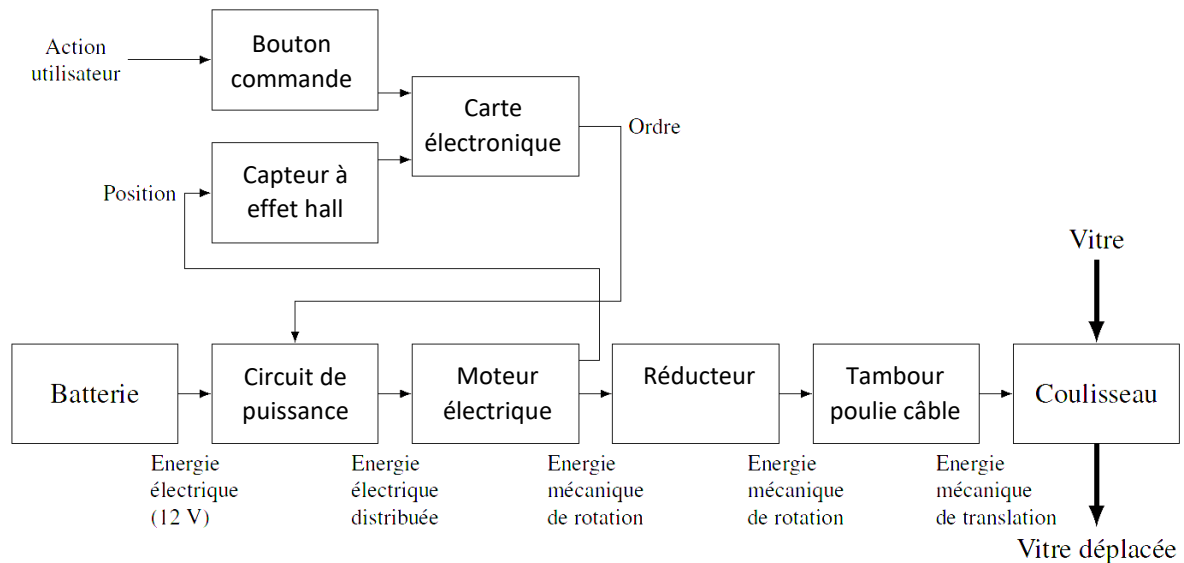 Action
utilisateur
Bouton
commande
Carte
électronique
Ordre
Position
Capteur à
effet hall
Vitre
Batterie
Circuit de
puissance
Moteur
électrique
Réducteur
Tambour
poulie câble
Coulisseau
Energie
électrique
(12 V)
Energie
électrique
distribuée
Energie
mécanique
de rotation
Energie
mécanique
de rotation
Energie
mécanique
de translation
Vitre déplacée